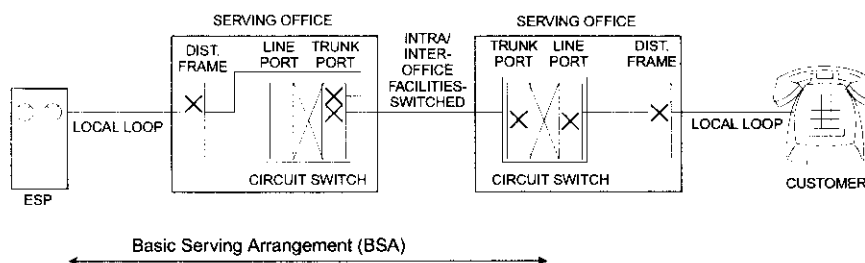 SERVING OFFICE
DIST.
FRAME
LINE
PORT
TRUNK
PORT
LOCAL LOOP
ESP
CIRCUIT SWITCH
INTRA/
INTER-
OFFICE
FACILITIES-
SWITCHED
SERVING OFFICE
TRUNK
PORT
LINE
PORT
DIST.
FRAME
CIRCUIT SWITCH
LOCAL LOOP
CUSTOMER
Basic Serving Arrangement (BSA)